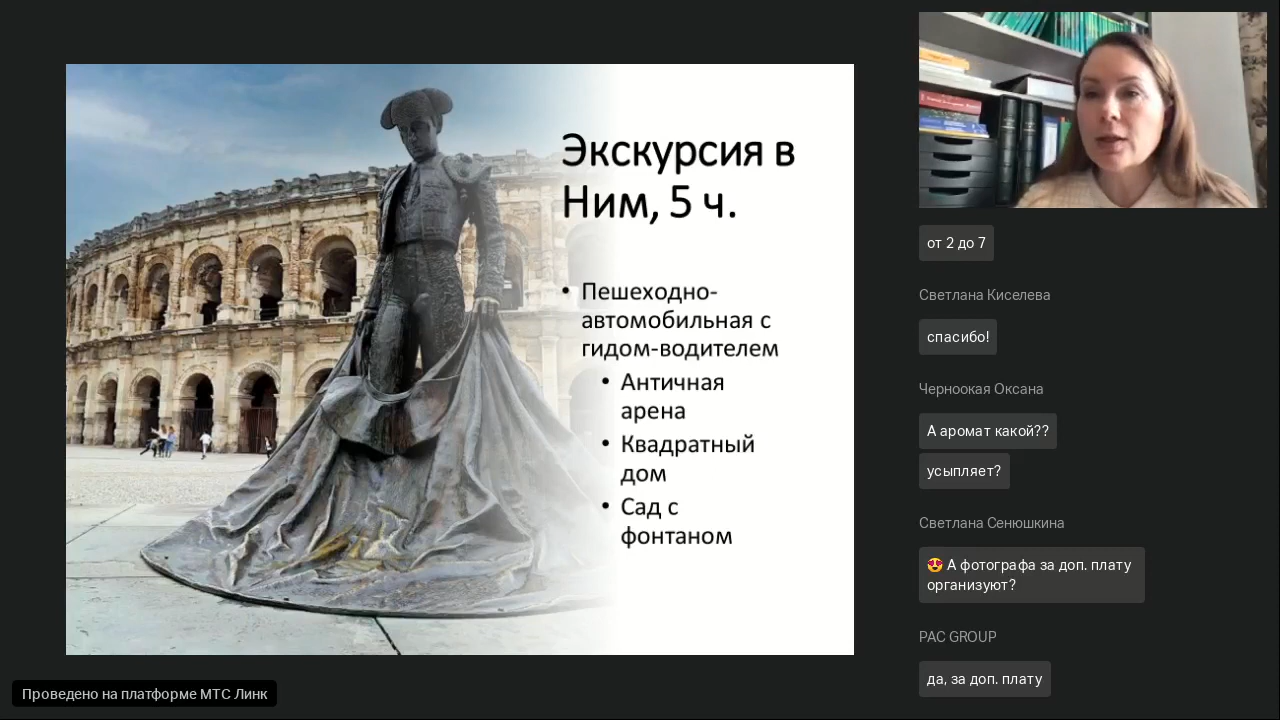 Экскурсия в
Ним, 5 ч.
• Пешеходно-
автомобильная с
гидом-водителем
• Античная
арена
• Квадратный
дом
• Сад с
фонтаном
от 2 до 7
Светлана Киселева
спасибо!
Черноокая Оксана
А аромат какой??
усыпляет?
Светлана Сенюшкина
😍 А фотографа за доп. плату
организуют?
PAC GROUP
да, за доп. плату
Проведено на платформе МТС Линк